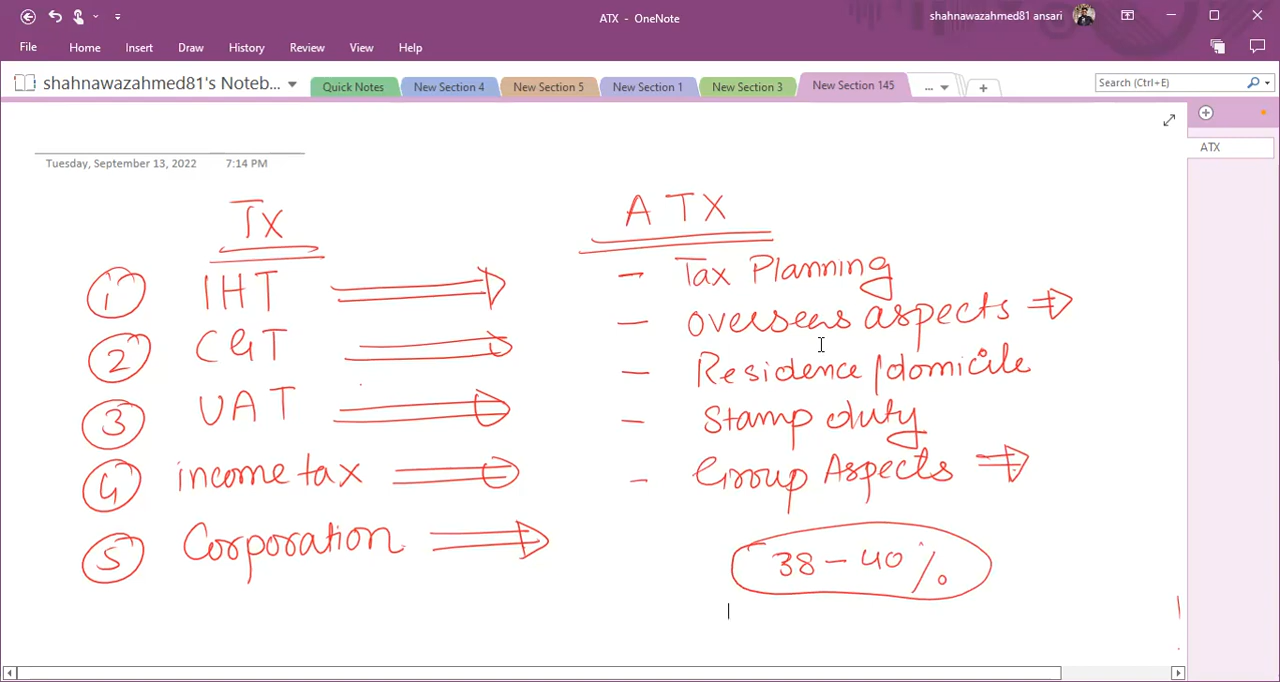 ATX - OneNote
shahnawazahmed81 ansari
File Home Insert Draw History Review View Help
shahnawazahmed81's Noteb... Quick Notes New Section 4 New Section 5 New Section 1 New Section 3 New Section 145 ... Search (Ctrl+E)
ATX
Tuesday, September 13, 2022 7:14 PM
TX
① IHT
② CGT
③ VAT
④ income tax
⑤ Corporation
ATX
- Tax Planning
- Overseas aspects
- Residence/domicile
- Stamp duty
- Group Aspects
38-40%